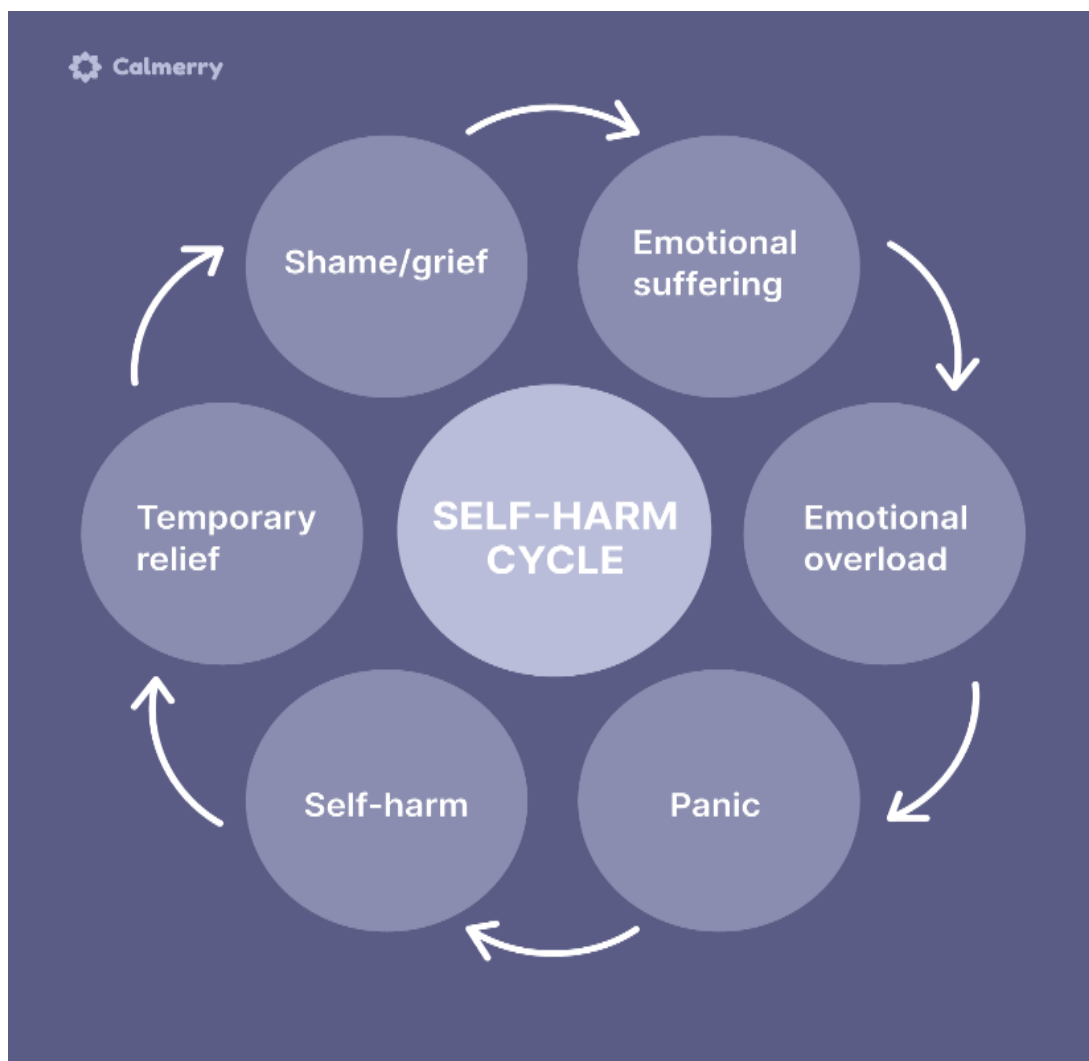 Calmerry
Shame/grief
Emotional
suffering
Temporary
relief
SELF-HARM
CYCLE
Emotional
overload
Self-harm
Panic